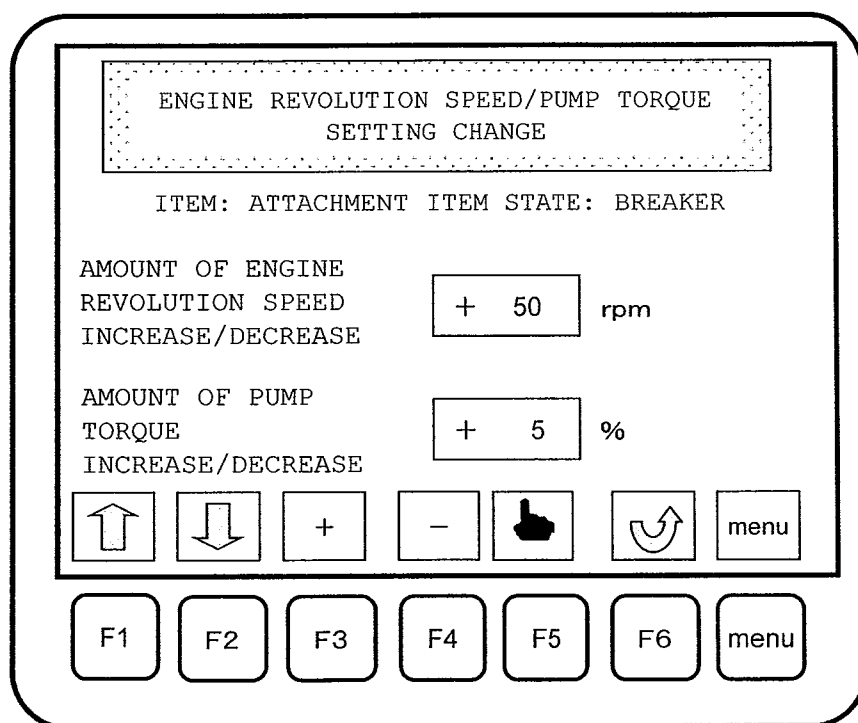 ENGINE REVOLUTION SPEED/PUMP TORQUE
SETTING CHANGE
ITEM: ATTACHMENT ITEM STATE: BREAKER
AMOUNT OF ENGINE
REVOLUTION SPEED
INCREASE/DECREASE
+ 50 rpm
AMOUNT OF PUMP
TORQUE
INCREASE/DECREASE
+ 5 %
+ − menu
F1 F2 F3 F4 F5 F6 menu